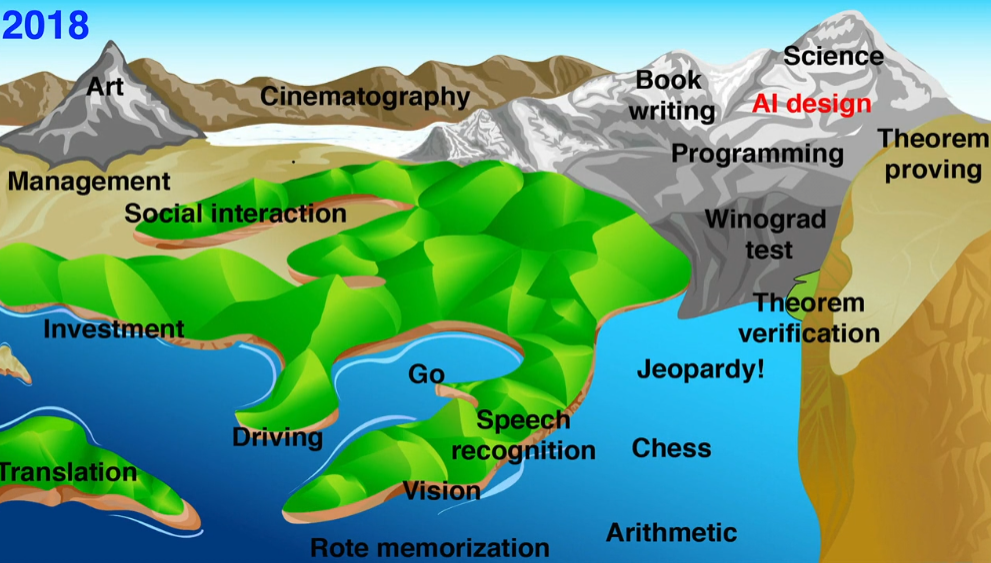 2018
Science
Book
writing
Art
Cinematography
AI design
Theorem
proving
Programming
Management
Social interaction
Winograd
test
Theorem
verification
Investment
Jeopardy!
Go
Speech
recognition
Driving
Chess
Translation
Vision
Arithmetic
Rote memorization